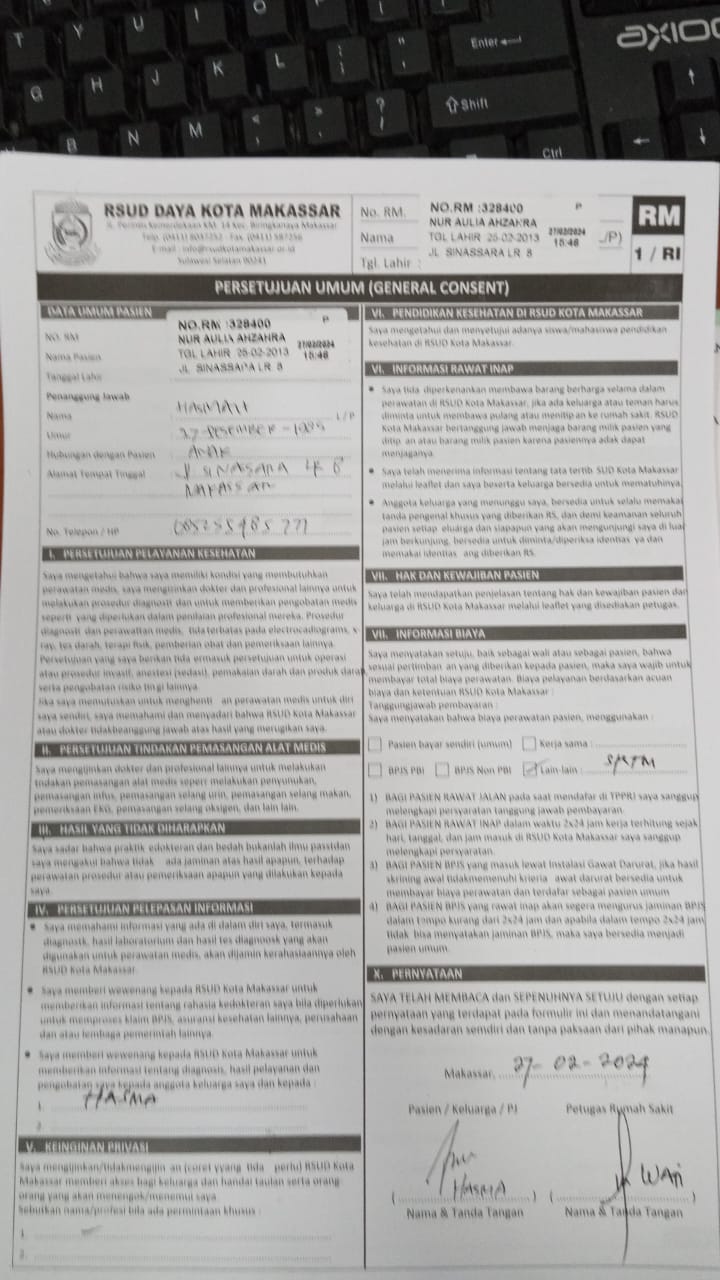 T
Y
U
I
O
Enter
AXIOO
G
H
J
K
L
Shift
B
N
M
Ctrl
RSUD DAYA KOTA MAKASSAR
Jl. Perintis Kemerdekaan KM. 14 Kec. Biringkanaya Makassar
Sulawesi Selatan 90241
No. RM.
Nama
Tgl. Lahir :
NO.RM :328400 P
NUR AULIA AHZAHRA
TGL LAHIR 25-02-2013
JL. SINASSARA LR 8
27/02/2024
15:48
/P)
RM
1 / RI
PERSETUJUAN UMUM (GENERAL CONSENT)
DATA UMUM PASIEN
NO. RM
Nama Pasien
Tanggal Lahir
NO.RM :328400 P
NUR AULIA AHZAHRA
TGL LAHIR 25-02-2013
JL. SINASSARA LR. 8
27/02/2024
15:48
Penanggung Jawab
Nama L/P
Umur 27-DESEMBER-1985
Hubungan dengan Pasien ANAK
Alamat Tempat Tinggal Jl SINASARA LR 8
MAKASSAR
No. Telepon / HP
I. PERSETUJUAN PELAYANAN KESEHATAN
Saya mengetahui bahwa saya memiliki kondisi yang membutuhkan
perawatan medis, saya mengizinkan dokter dan profesional lainnya untuk
melakukan prosedur diagnosti dan untuk memberikan pengobatan medis
seperti yang diperlukan dalam penilaian profesional mereka. Prosedur
diagnosti dan perawattan medis, tida terbatas pada electrocadiograms, x-
ray, tes darah, terapi fisik, pemberian obat dan pemeriksaan lainnya.
Persetujuan yang saya berikan tida ermasuk persetujuan untuk operasi
atau prosedur invasif, anestesi (sedasi), pemakaian darah dan produk darah
serta pengobatan risiko tin gi lainnya.
Jika saya memutuskan untuk menghenti an perawatan medis untuk diri
saya sendiri, saya memahami dan menyadari bahwa RSUD Kota Makassar
atau dokter tidakbeanggung jawab atas hasil yang merugikan saya.
II. PERSETUJUAN TINDAKAN PEMASANGAN ALAT MEDIS
Saya mengijinkan dokter dan profesional lainnya untuk melakukan
tindakan pemasangan alat medis seperr melakukan penyunukan,
pemasangan infus, pemasangan selang urin, pemasangan selang makan,
pemeriksaan EKG, pemasangan selang oksigen, dan lain lain.
III. HASIL YANG TIDAK DIHARAPKAN
Saya sadar bahwa praktik edokteran dan bedah bukanlah ilmu passtidan
saya mengakui bahwa tidak ada jaminan atas hasil apapun, terhadap
perawatan prosedur atau pemeriksaan apapun yang dilakukan kepada
saya.
IV. PERSETUJUAN PELEPASAN INFORMASI
Saya memahami informasi yang ada di dalam diri saya, termasuk
diagnostk, hasil laboratorium dan hasil tes diagnoosk yang akan
digunakan untuk perawatan medis, akan dijamin kerahasiaannya oleh
RSUD Kota Makassar.
Saya memberi wewenang kepada RSUD Kota Makassar untuk
memberikan informasi tentang rahasia kedokteran saya bila diperlukan
untuk memproses klaim BPJS, asuransi kesehatan lainnya, perusahaan
dan atau lembaga pemerintah lainnya.
Saya memberi wewenang kepada RSUD Kota Makassar untuk
memberikan informasi tentang diagnosis, hasil pelayanan dan
pengobatan saya kepada anggota keluarga saya dan kepada :
1. HASMA
2.
V. KEINGINAN PRIVASI
Saya mengijinkan/tidakmengijin an (coret yyang tida perlu) RSUD Kota
Makassar memberi akses bagi keluarga dan handai taulan serta orang
orang yang akan menengok/menemui saya.
Seburkan nama/profesi bila ada permintaan khusus :
1.
2.
VI. PENDIDIKAN KESEHATAN DI RSUD KOTA MAKASSAR
Saya mengetahui dan menyetujui adanya siswa/mahasiswa pendidikan
kesehatan di RSUD Kota Makassar.
VI. INFORMASI RAWAT INAP
Saya tida diperkenankan membawa barang berharga selama dalam
perawatan di RSUD Kota Makassar, jika ada keluarga atau teman harus
diminta untuk membawa pulang atau menitip an ke rumah sakit. RSUD
Kota Makassar bertanggung jawab menjaga barang milik pasien yang
ditip an atau barang milik pasien karena pasiennya adak dapat
menjaganya.
Saya telah menerima informasi tentang tata tertib SUD Kota Makassar
melalui leaflet dan saya beserta keluarga bersedia untuk mematuhinya.
Anggota keluarga yang menunggu saya, bersedia untuk selalu memakai
tanda pengenal khusus yang diberikan RS, dan demi keamanan seluruh
pasien setiap eluarga dan siapapun yang akan mengunjungi saya di luar
jam berkunjung, bersedia untuk diminta/diperiksa identias ya dan
memakai identias ang diberikan RS.
VII. HAK DAN KEWAJIBAN PASIEN
Saya telah mendapatkan penjelasan tentang hak dan kewajiban pasien dan
keluarga di RSUD Kota Makassar melalui leaflet yang disediakan petugas.
VII. INFORMASI BIAYA
Saya menyatakan setuju, baik sebagai wali atau sebagai pasien, bahwa
sesuai pertimban an yang diberikan kepada pasien, maka saya wajib untuk
membayar total biaya perawatan. Biaya pelayanan berdasarkan acuan
biaya dan ketentuan RSUD Kota Makassar :
Tanggungjawab pembayaran :
Saya menyatakan bahwa biaya perawatan pasien, menggunakan :
Pasien bayar sendiri (umum) Kerja sama :
BPJS PBI BPJS Non PBI Lain-lain : SKTM
1) BAGI PASIEN RAWAT JALAN pada saat mendafar di TPPRJ saya sanggup
melengkapi persyaratan tanggung jawab pembayaran.
2) BAGI PASIEN RAWAT INAP dalam waktu 2x24 jam kerja terhitung sejak
hari, tanggal, dan jam masuk di RSUD Kota Makassar saya sanggup
melengkapi persyaratan.
3) BAGI PASIEN BPJS yang masuk lewat Instalasi Gawat Darurat, jika hasil
skrining awal tidakmemenuhi krieria awat darurat bersedia untuk
membayar biaya perawatan dan terdafar sebagai pasien umum
4) BAGI PASIEN BPJS yang rawat inap akan segera mengurus jaminan BPJS
dalam tempo kurang dari 2x24 jam dan apabila dalam tempo 2x24 jam
tidak bisa menyatakan jaminan BPJS, maka saya bersedia menjadi
pasien umum.
X. PERNYATAAN
SAYA TELAH MEMBACA dan SEPENUHNYA SETUJU dengan setiap
pernyataan yang terdapat pada formulir ini dan menandatangani
dengan kesadaran semdiri dan tanpa paksaan dari pihak manapun.
Makassar, 27-02-2024
Pasien / Keluarga / PJ Petugas Rumah Sakit
(HASMA) (WAN)
Nama & Tanda Tangan Nama & Tanda Tangan